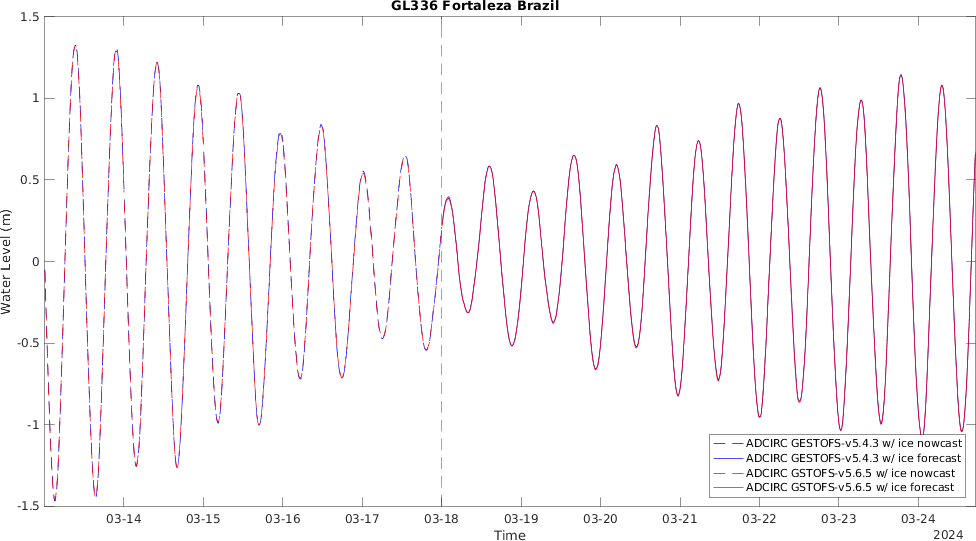 GL336 Fortaleza Brazil
1.5
1
0.5
0
-0.5
-1
-1.5
Water Level (m)
03-14 03-15 03-16 03-17 03-18 03-19 03-20 03-21 03-22 03-23 03-24
Time
2024
ADCIRC GESTOFS-v5.4.3 w/ ice nowcast
ADCIRC GESTOFS-v5.4.3 w/ ice forecast
ADCIRC GSTOFS-v5.6.5 w/ ice nowcast
ADCIRC GSTOFS-v5.6.5 w/ ice forecast